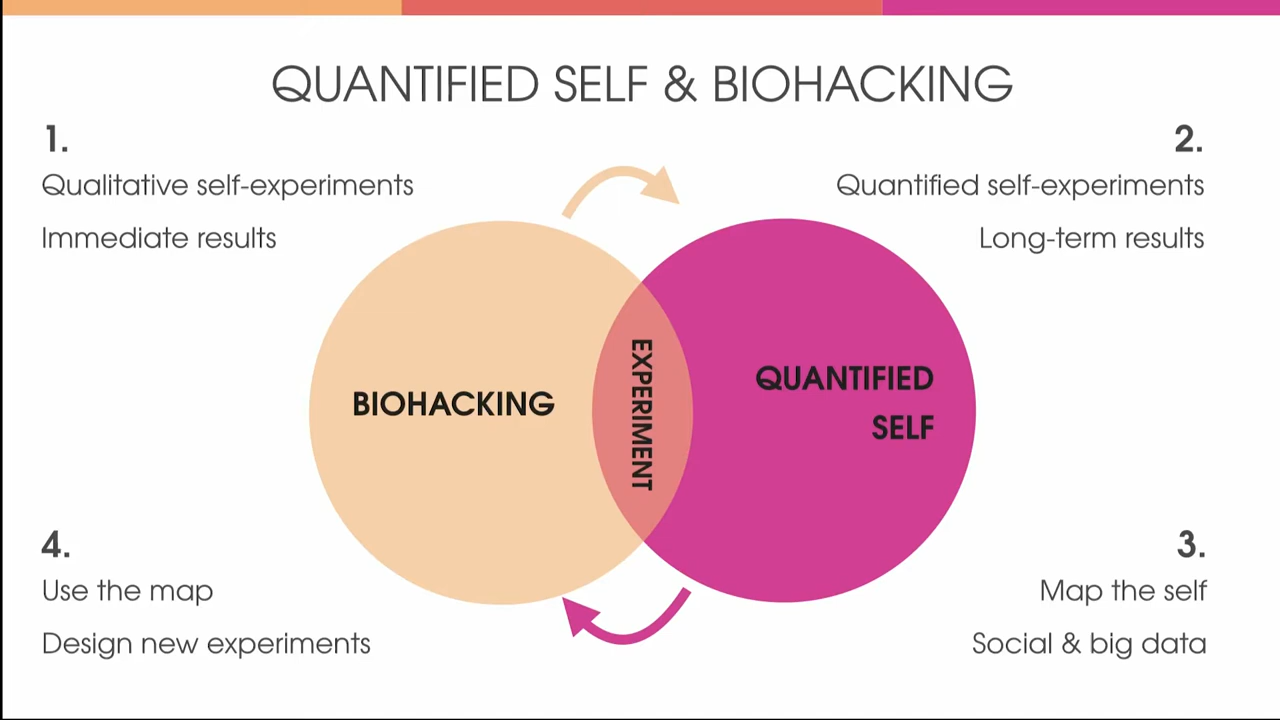 QUANTIFIED SELF & BIOHACKING
1.
Qualitative self-experiments
Immediate results
2.
Quantified self-experiments
Long-term results
BIOHACKING
EXPERIMENT
QUANTIFIED
SELF
4.
Use the map
Design new experiments
3.
Map the self
Social & big data